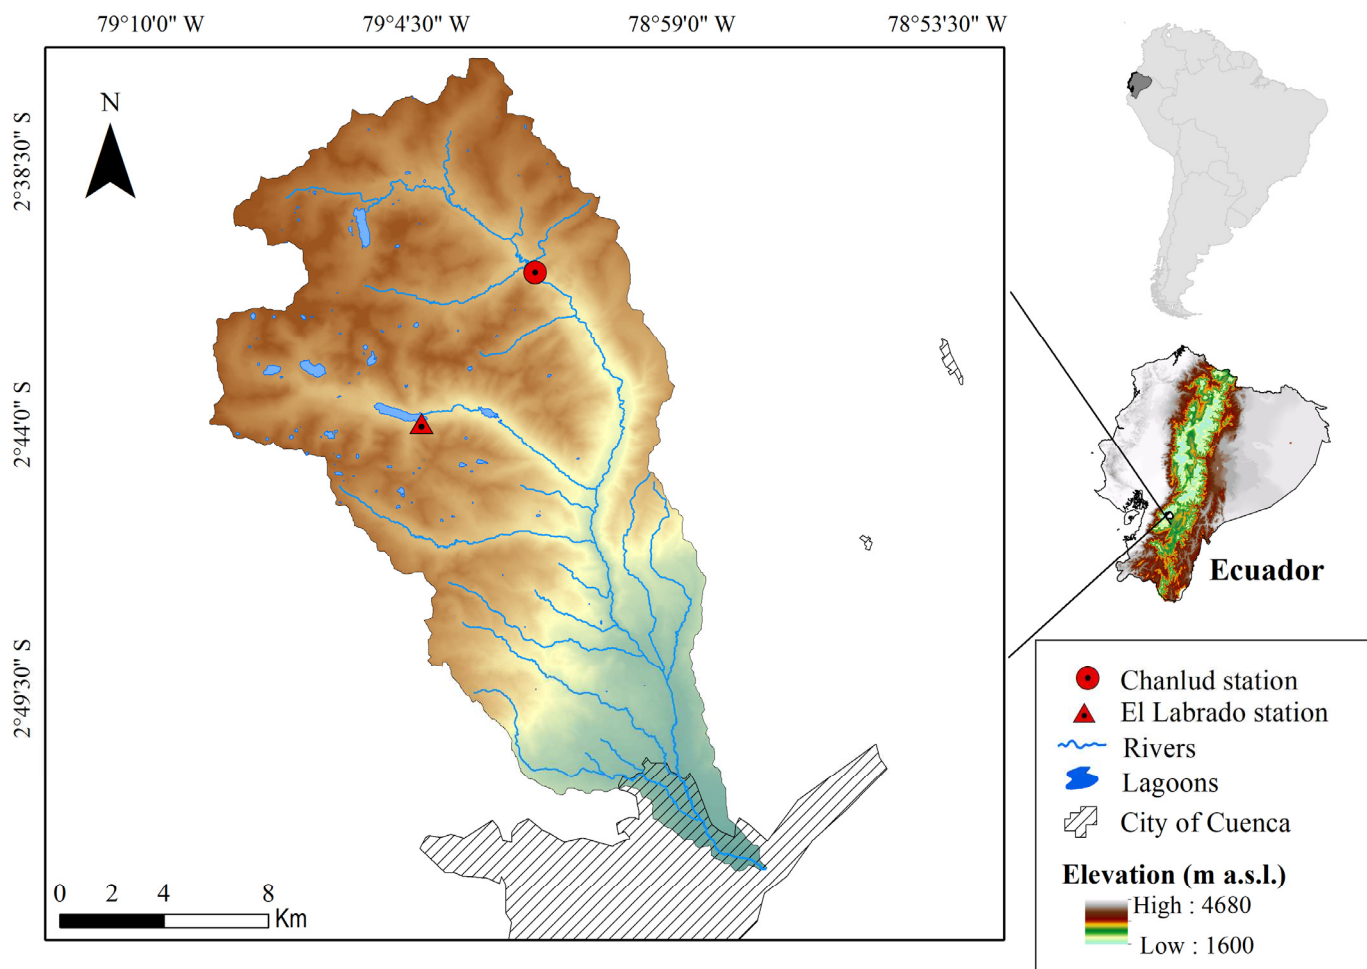 79°10'0" W
79°4'30" W
78°59'0" W
78°53'30" W
N
2°38'30" S
2°44'0" S
2°49'30" S
Ecuador
Chanlud station
El Labrado station
Rivers
Lagoons
City of Cuenca
Elevation (m a.s.l.)
High : 4680
Low : 1600
0 2 4 8
Km